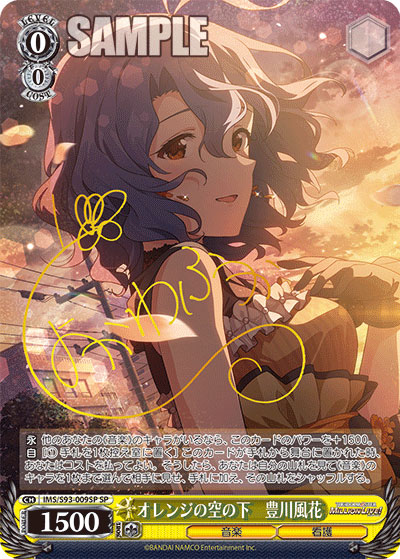 LEVEL
0
SAMPLE
0
COST
永 他のあなたの《音楽》のキャラがいるなら、このカードのパワーを+1500。
自 [① 手札を1枚控え室に置く] このカードが手札から舞台に置かれた時、
あなたはコストを払ってよい。そうしたら、あなたは自分の山札を見て《音楽》の
キャラを1枚まで選んで相手に見せ、手札に加え、その山札をシャッフルする。
CH IMS/S93-009SP SP
1500
オレンジの空の下 豊川風花
音楽
看護
MILLION LIVE!
©BANDAI NAMCO Entertainment Inc.